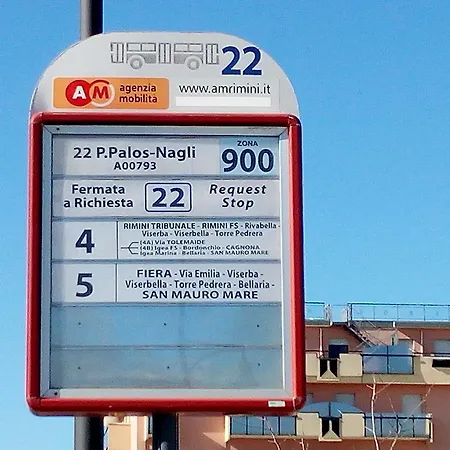 22
AM agenzia
mobilità
www.amrimini.it
22 P.Palos-Nagli
A00793
ZONA
900
Fermata
a Richiesta
22
Request
Stop
4
RIMINI TRIBUNALE - RIMINI FS - Rivabella -
Viserba - Viserbella - Torre Pedrera
(4A) Via TOLEMAIDE
(4B) Igea FS - Bordonchio - CAGNONA
Igea Marina - Bellaria - SAN MAURO MARE
5
FIERA - Via Emilia - Viserba -
Viserbella - Torre Pedrera - Bellaria -
SAN MAURO MARE